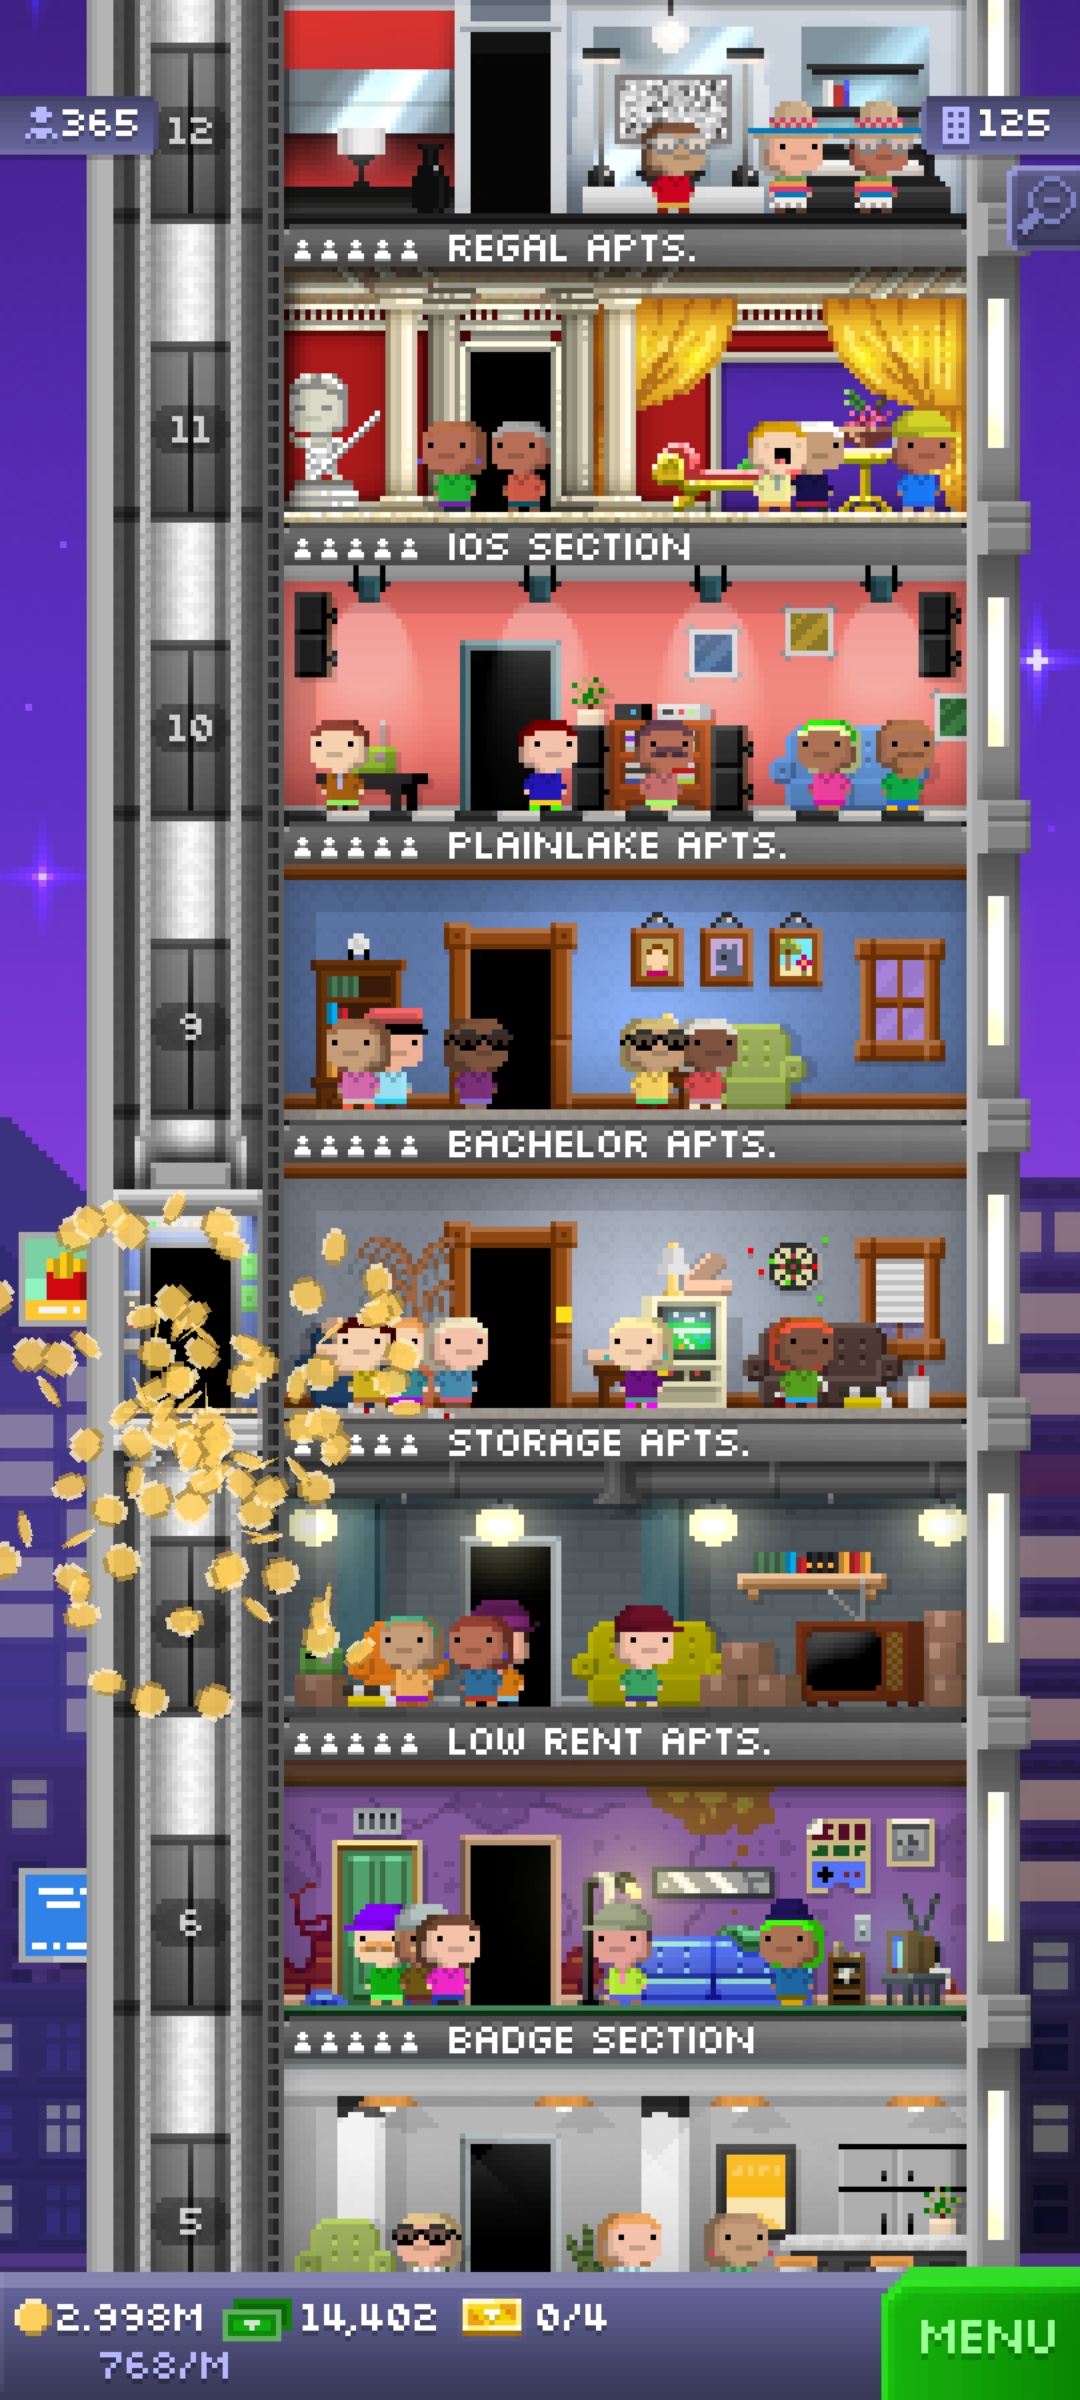 365
12
125
REGAL APTS.
11
IOS SECTION
10
PLAINLAKE APTS.
9
BACHELOR APTS.
STORAGE APTS.
LOW RENT APTS.
6
BADGE SECTION
5
2.998M 14,402 0/4
768/M
MENU